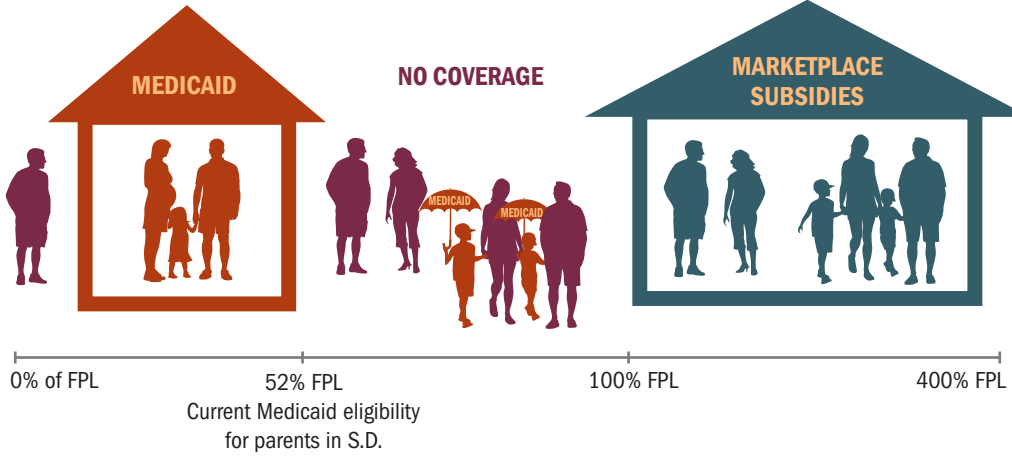 MEDICAID
NO COVERAGE
MARKETPLACE
SUBSIDIES
MEDICAID
MEDICAID
0% of FPL
52% FPL
100% FPL
400% FPL
Current Medicaid eligibility
for parents in S.D.